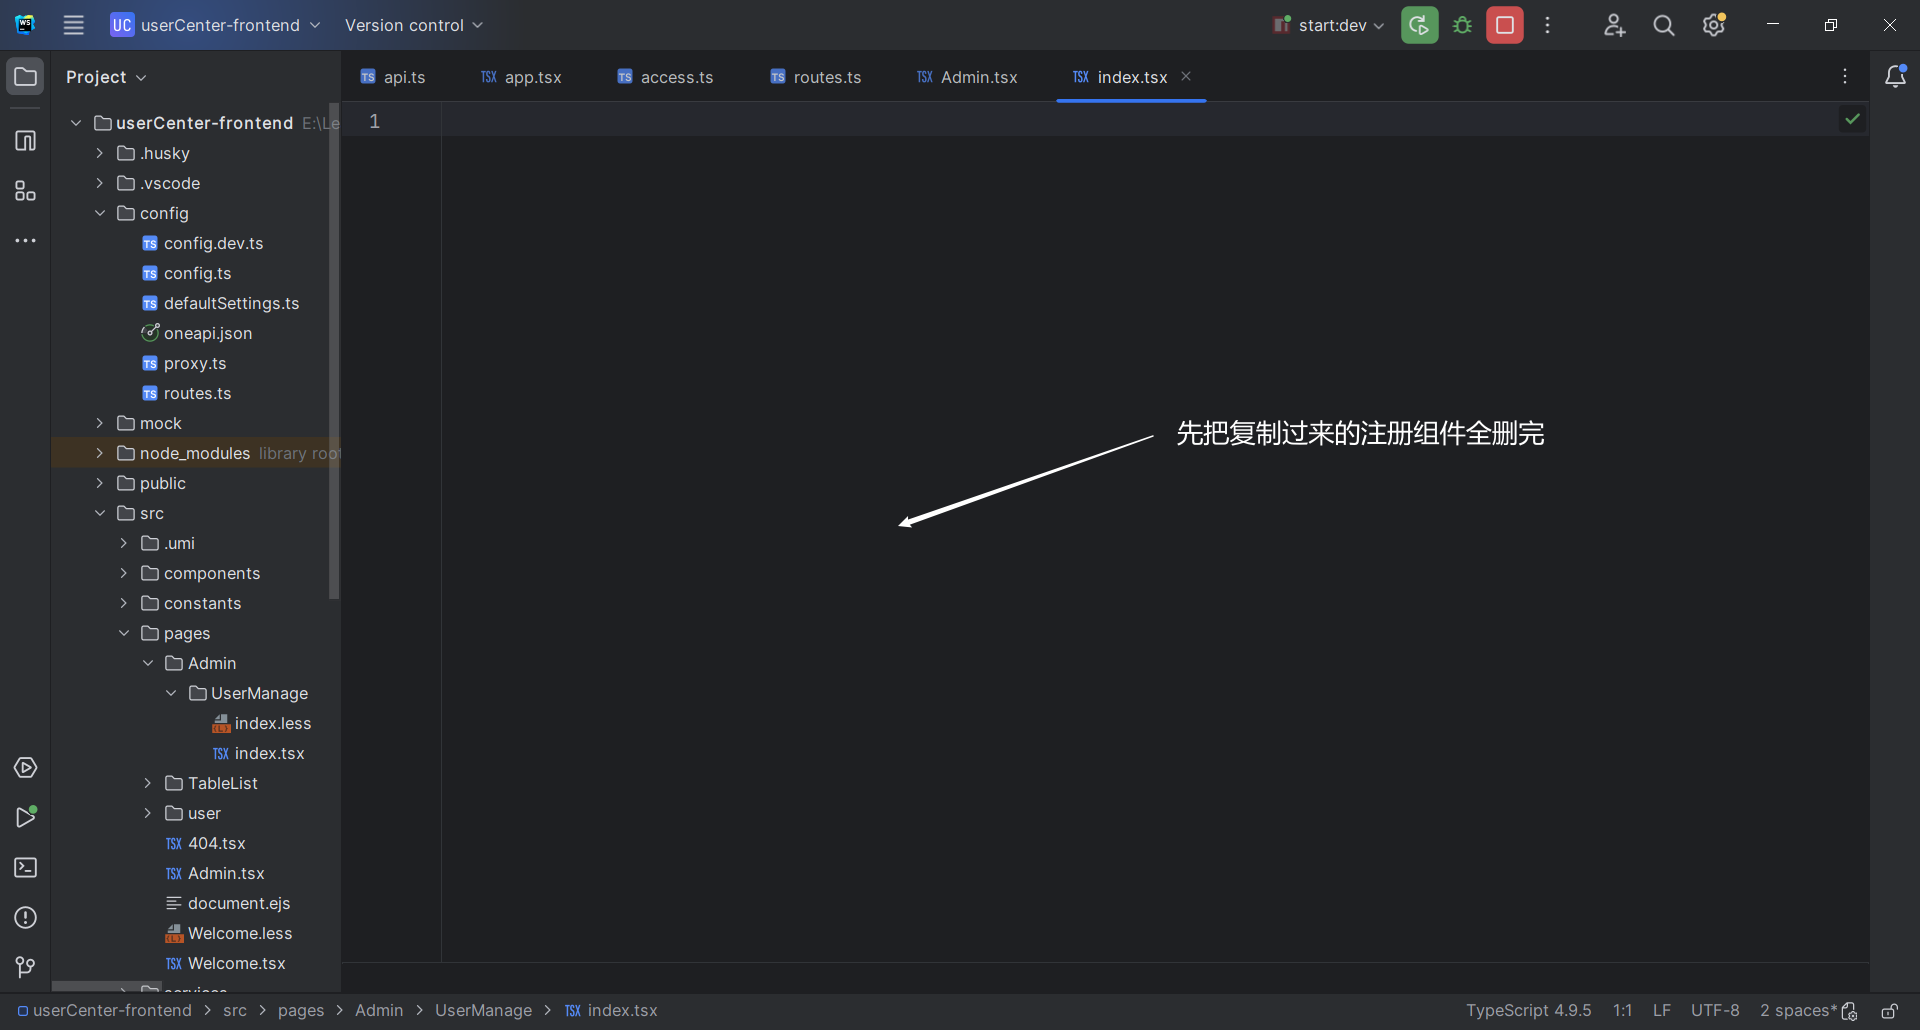 UC userCenter-frontend Version control start:dev
Project
api.ts app.tsx access.ts routes.ts Admin.tsx index.tsx
1
userCenter-frontend E:\Le
.husky
.vscode
config
config.dev.ts
config.ts
defaultSettings.ts
oneapi.json
proxy.ts
routes.ts
mock
先把复制过来的注册组件全删完
node_modules library root
public
src
.umi
components
constants
pages
Admin
UserManage
index.less
index.tsx
TableList
user
404.tsx
Admin.tsx
document.ejs
Welcome.less
Welcome.tsx
services
userCenter-frontend > src > pages > Admin > UserManage > index.tsx TypeScript 4.9.5 1:1 LF UTF-8 2 spaces*